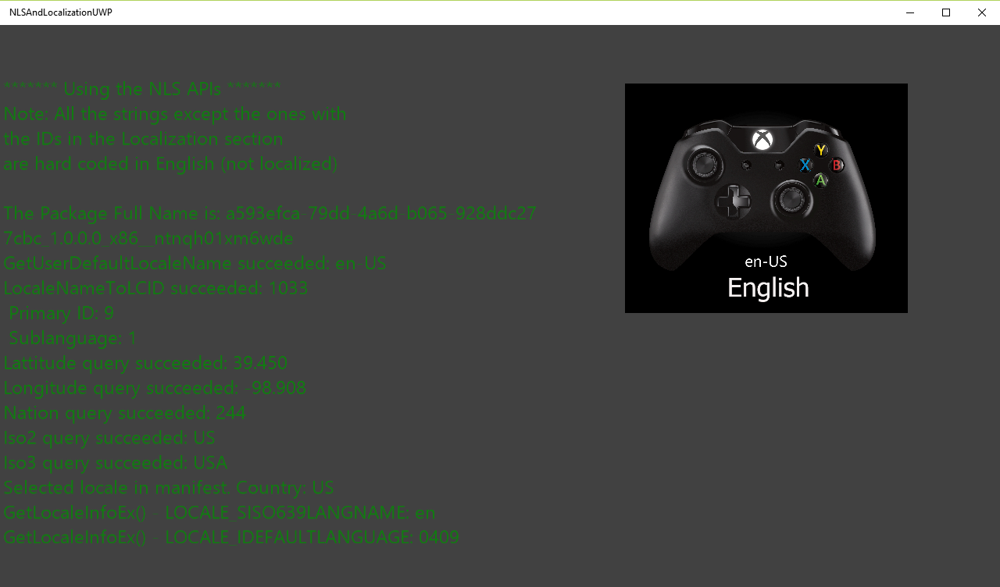 NLSAndLocalizationUWP
******* Using the NLS APIs *******
Note: All the strings except the ones with
the IDs in the Localization section
are hard coded in English (not localized)
The Package Full Name is: a593efca-79dd-4a6d-b065-928ddc27
7cbc_1.0.0.0_x86__ntnqh01xm6wde
GetUserDefaultLocaleName succeeded: en-US
LocaleNameToLCID succeeded: 1033
Primary ID: 9
Sublanguage: 1
Lattitude query succeeded: 39.450
Longitude query succeeded: -98.908
Nation query succeeded: 244
Iso2 query succeeded: US
Iso3 query succeeded: USA
Selected locale in manifest. Country: US
GetLocaleInfoEx() - LOCALE_SISO639LANGNAME: en
GetLocaleInfoEx() - LOCALE_IDEFAULTLANGUAGE: 0409
Y
X B
A
en-US
English